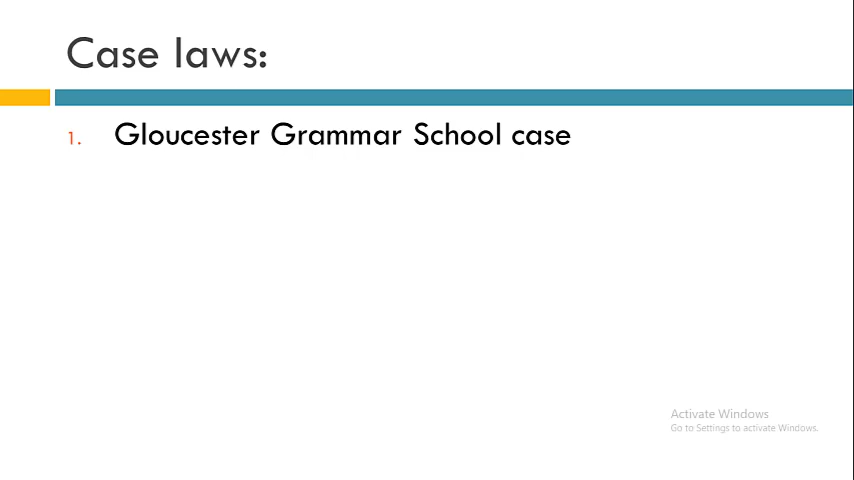 Case laws:
1. Gloucester Grammar School case
Activate Windows
Go to Settings to activate Windows.